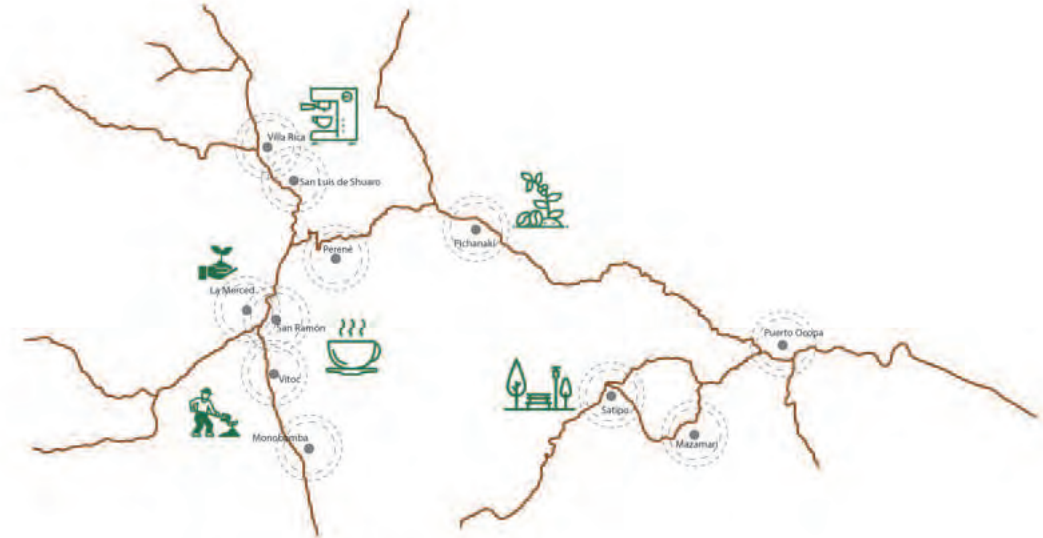 Villa Rica
San Luis de Shuaro
Pichanaki
Perené
La Merced
San Ramón
Puerto Ocopa
Vitoc
Satipo
Mazamari
Monobamba